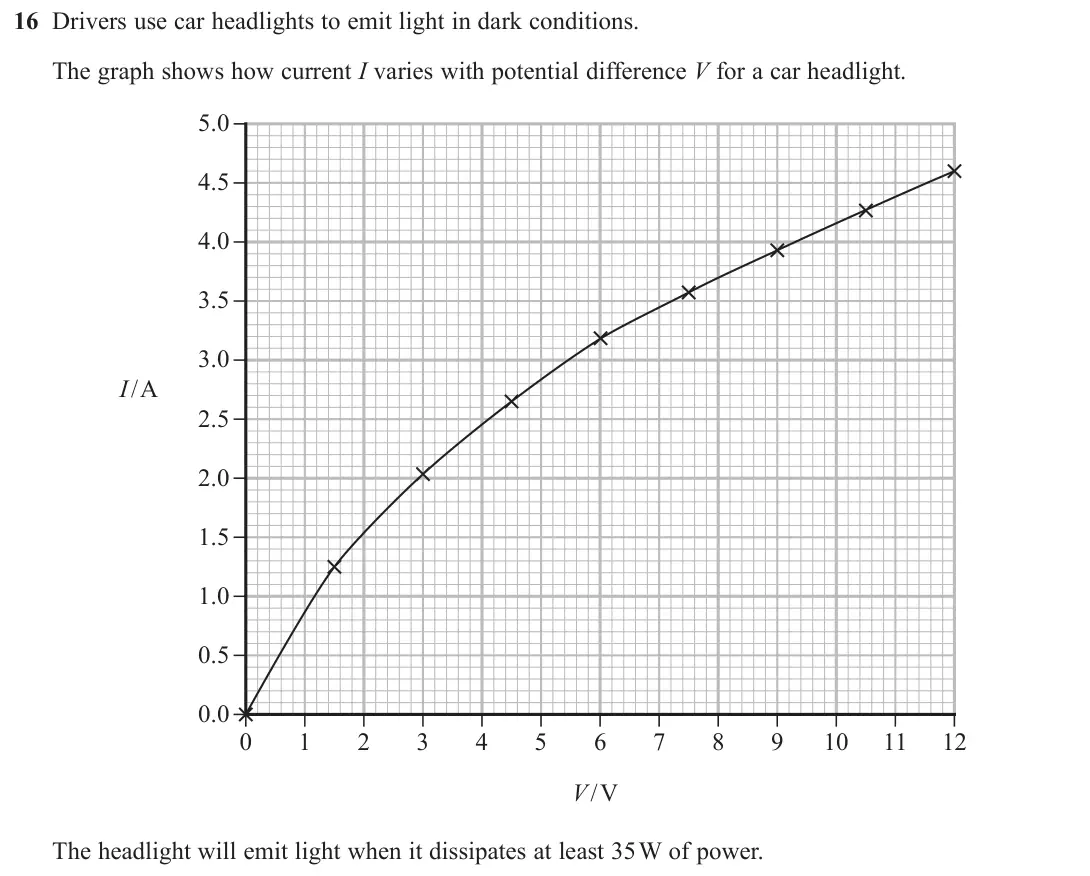 16 Drivers use car headlights to emit light in dark conditions.
The graph shows how current I varies with potential difference V for a car headlight.
5.0
4.5
4.0
3.5
3.0
I/A
2.5
2.0
1.5
1.0
0.5
0.0
0 1 2 3 4 5 6 7 8 9 10 11 12
V/V
The headlight will emit light when it dissipates at least 35 W of power.